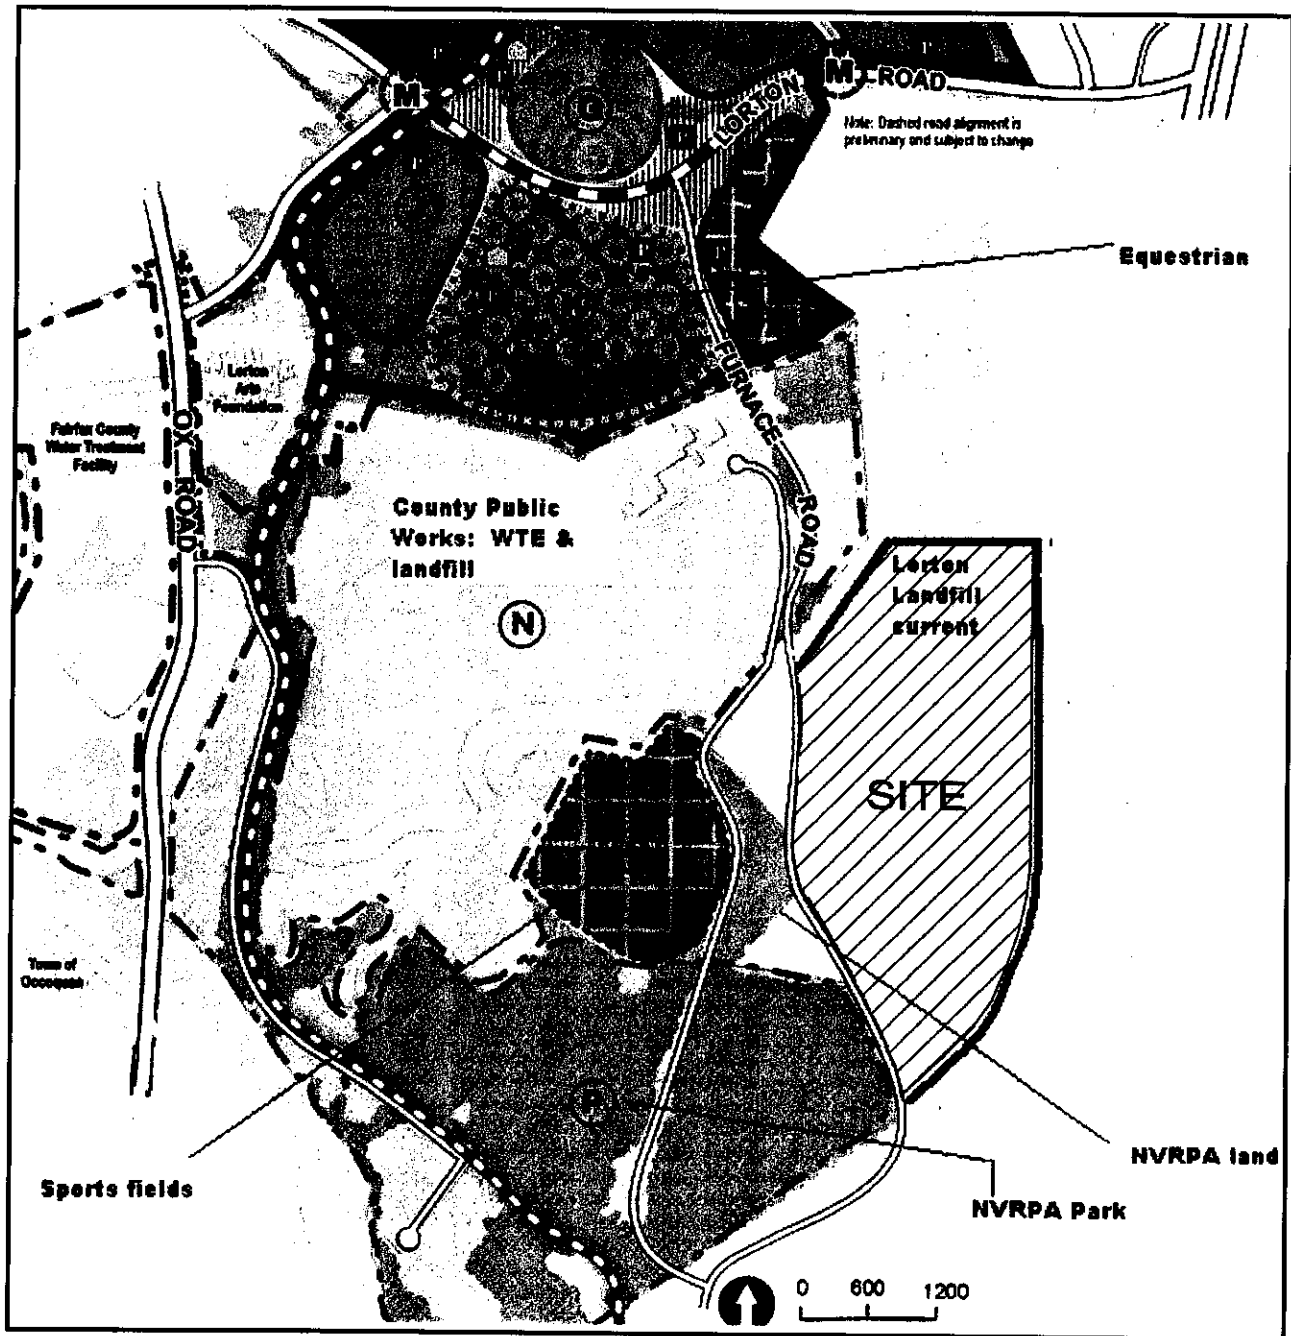 M
G
LORTON
M
ROAD
Note: Dashed road alignment is
preliminary and subject to change
Equestrian
FURNACE
ROAD
Lorton
Arts
Foundation
Fairfax County
Water Treatment
Facility
OX ROAD
County Public
Works: WTE &
landfill
N
Lorton
Landfill
current
SITE
Town of
Occoquan
P
NVRPA land
Sports fields
NVRPA Park
0 600 1200